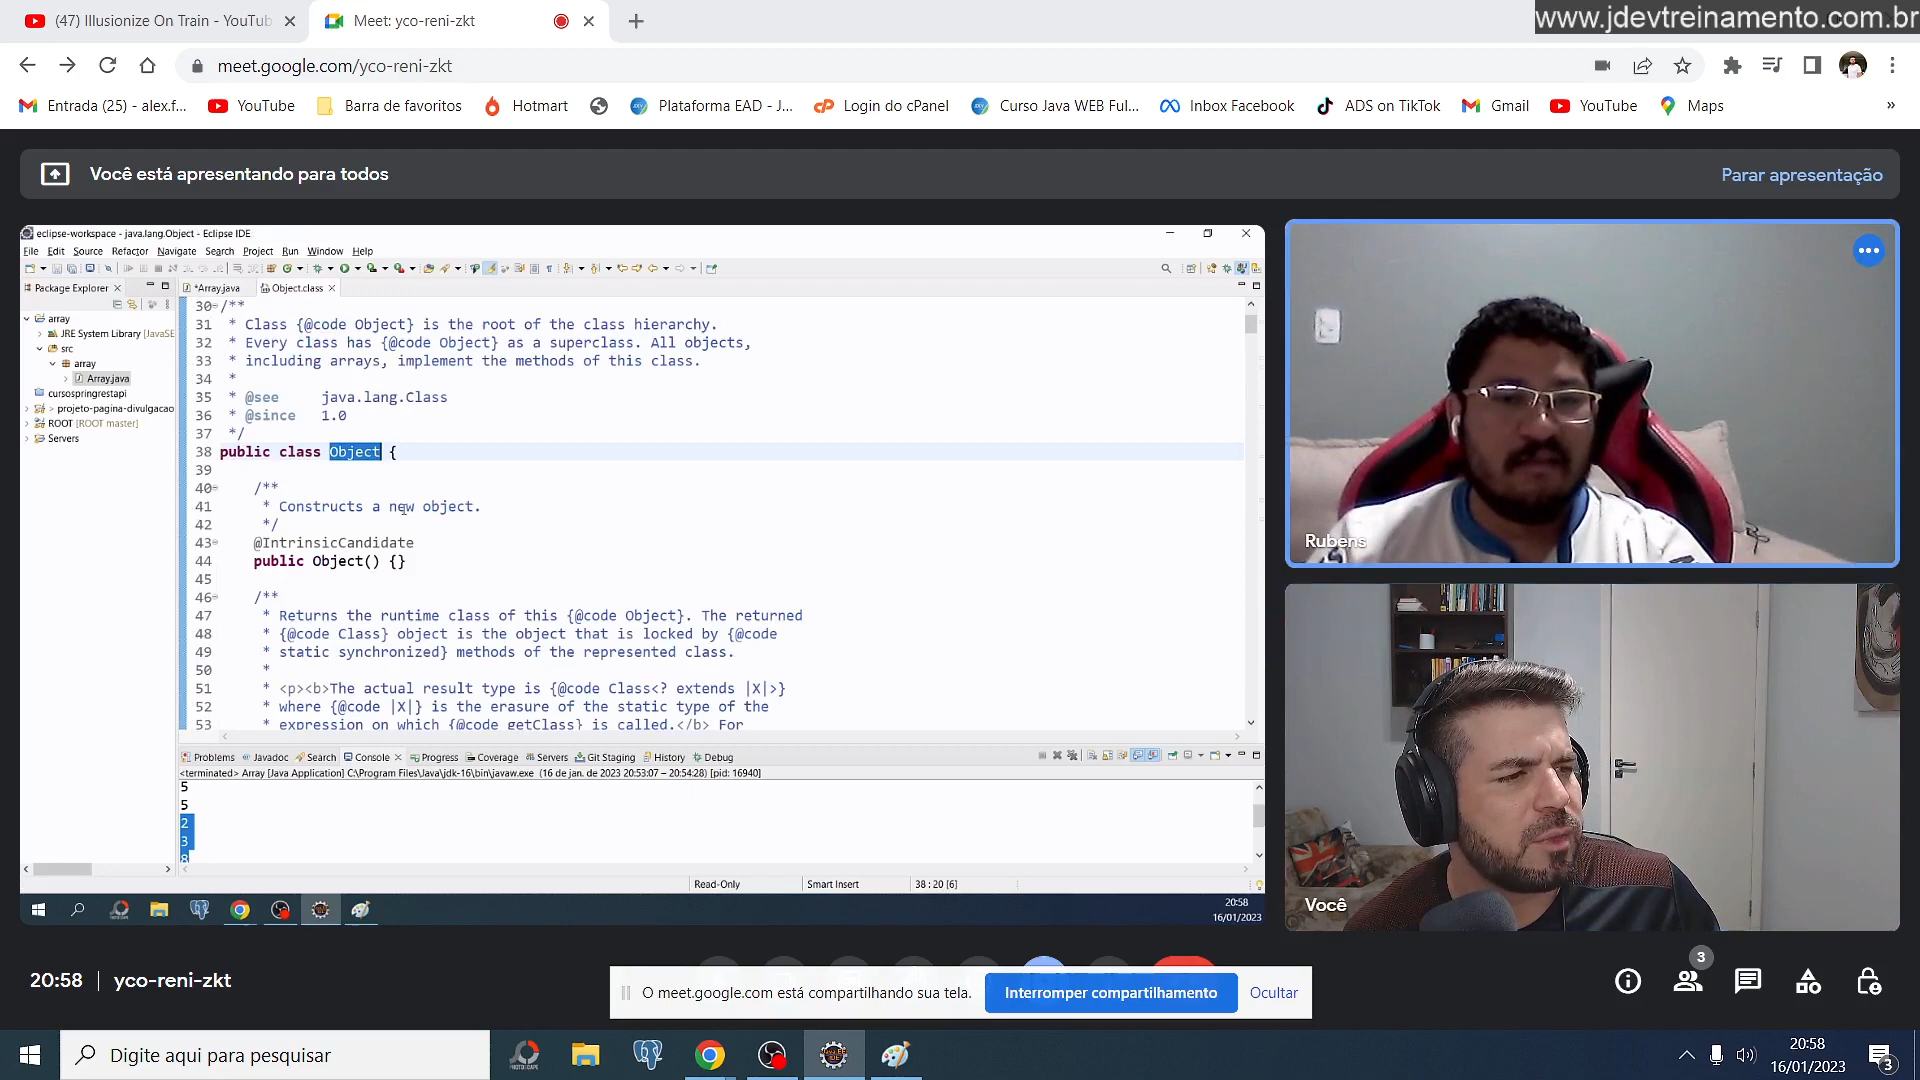 www.jdevtreinamento.com.br
(47) Illusionize On Train - YouTub
Meet: yco-reni-zkt
meet.google.com/yco-reni-zkt
Entrada (25) - alex.f...
YouTube
Barra de favoritos
Hotmart
Plataforma EAD - J...
Login do cPanel
Curso Java WEB Ful...
Inbox Facebook
ADS on TikTok
Gmail
YouTube
Maps
»
Você está apresentando para todos
Parar apresentação
eclipse-workspace - java.lang.Object - Eclipse IDE
File Edit Source Refactor Navigate Search Project Run Window Help
Package Explorer
*Array.java
Object.class
array
JRE System Library [JavaSE
src
array
Array.java
cursospringrestapi
> projeto-pagina-divulgacao
ROOT [ROOT master]
Servers
30 /**
31 * Class {@code Object} is the root of the class hierarchy.
32 * Every class has {@code Object} as a superclass. All objects,
33 * including arrays, implement the methods of this class.
34 *
35 * @see java.lang.Class
36 * @since 1.0
37 */
38 public class Object {
39
40 /**
41 * Constructs a new object.
42 */
43 @IntrinsicCandidate
44 public Object() {}
45
46 /**
47 * Returns the runtime class of this {@code Object}. The returned
48 * {@code Class} object is the object that is locked by {@code
49 * static synchronized} methods of the represented class.
50 *
51 * <p><b>The actual result type is {@code Class<? extends |X|>}
52 * where {@code |X|} is the erasure of the static type of the
53 * expression on which {@code getClass} is called.</b> For
Problems Javadoc Search Console Progress Coverage Servers Git Staging History Debug
<terminated> Array [Java Application] C:\Program Files\Java\jdk-16\bin\javaw.exe (16 de jan. de 2023 20:53:07 – 20:54:28) [pid: 16940]
5
5
2
3
8
Read-Only
Smart Insert
38 : 20 [6]
20:58
16/01/2023
Rubens
Você
20:58
yco-reni-zkt
O meet.google.com está compartilhando sua tela.
Interromper compartilhamento
Ocultar
3
Digite aqui para pesquisar
PHOTOSCAPE
Java EE
IDE
20:58
16/01/2023
3